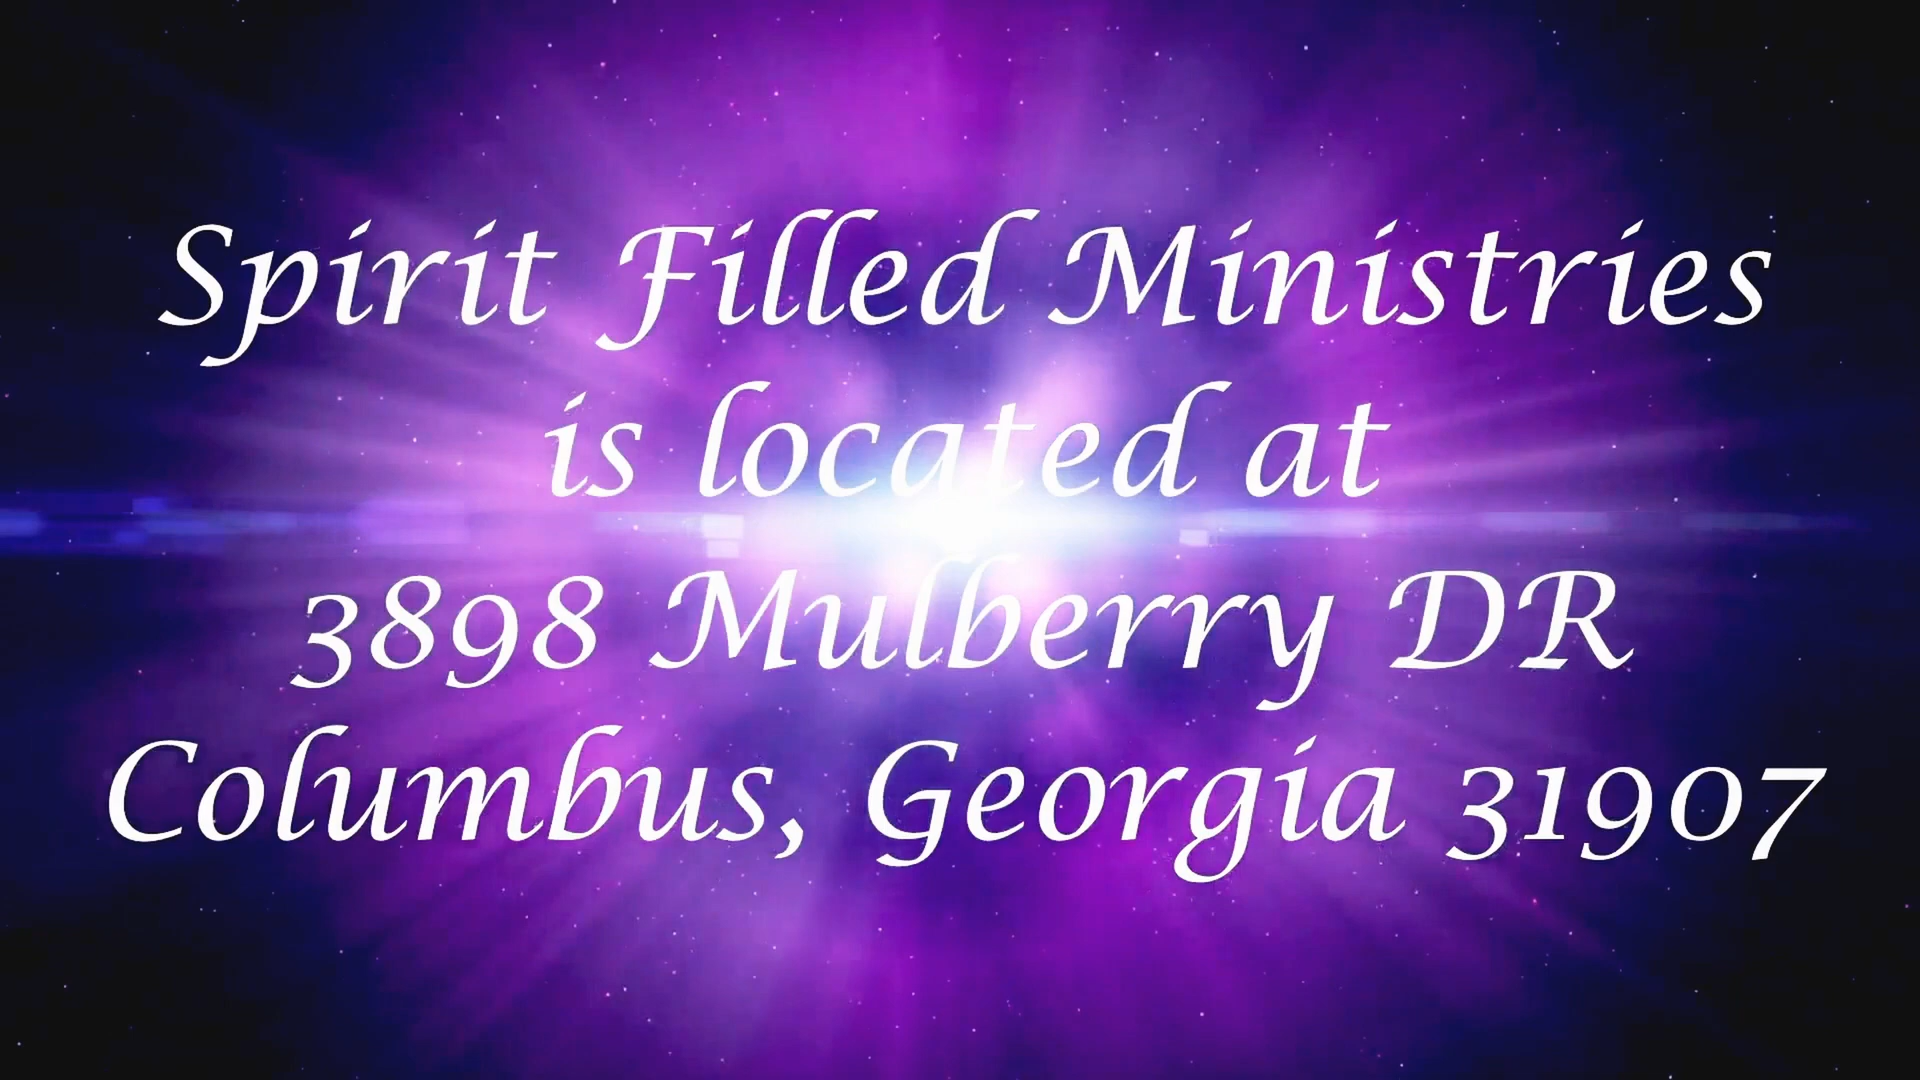 Spirit Filled Ministries
is located at
3898 Mulberry DR
Columbus, Georgia 31907